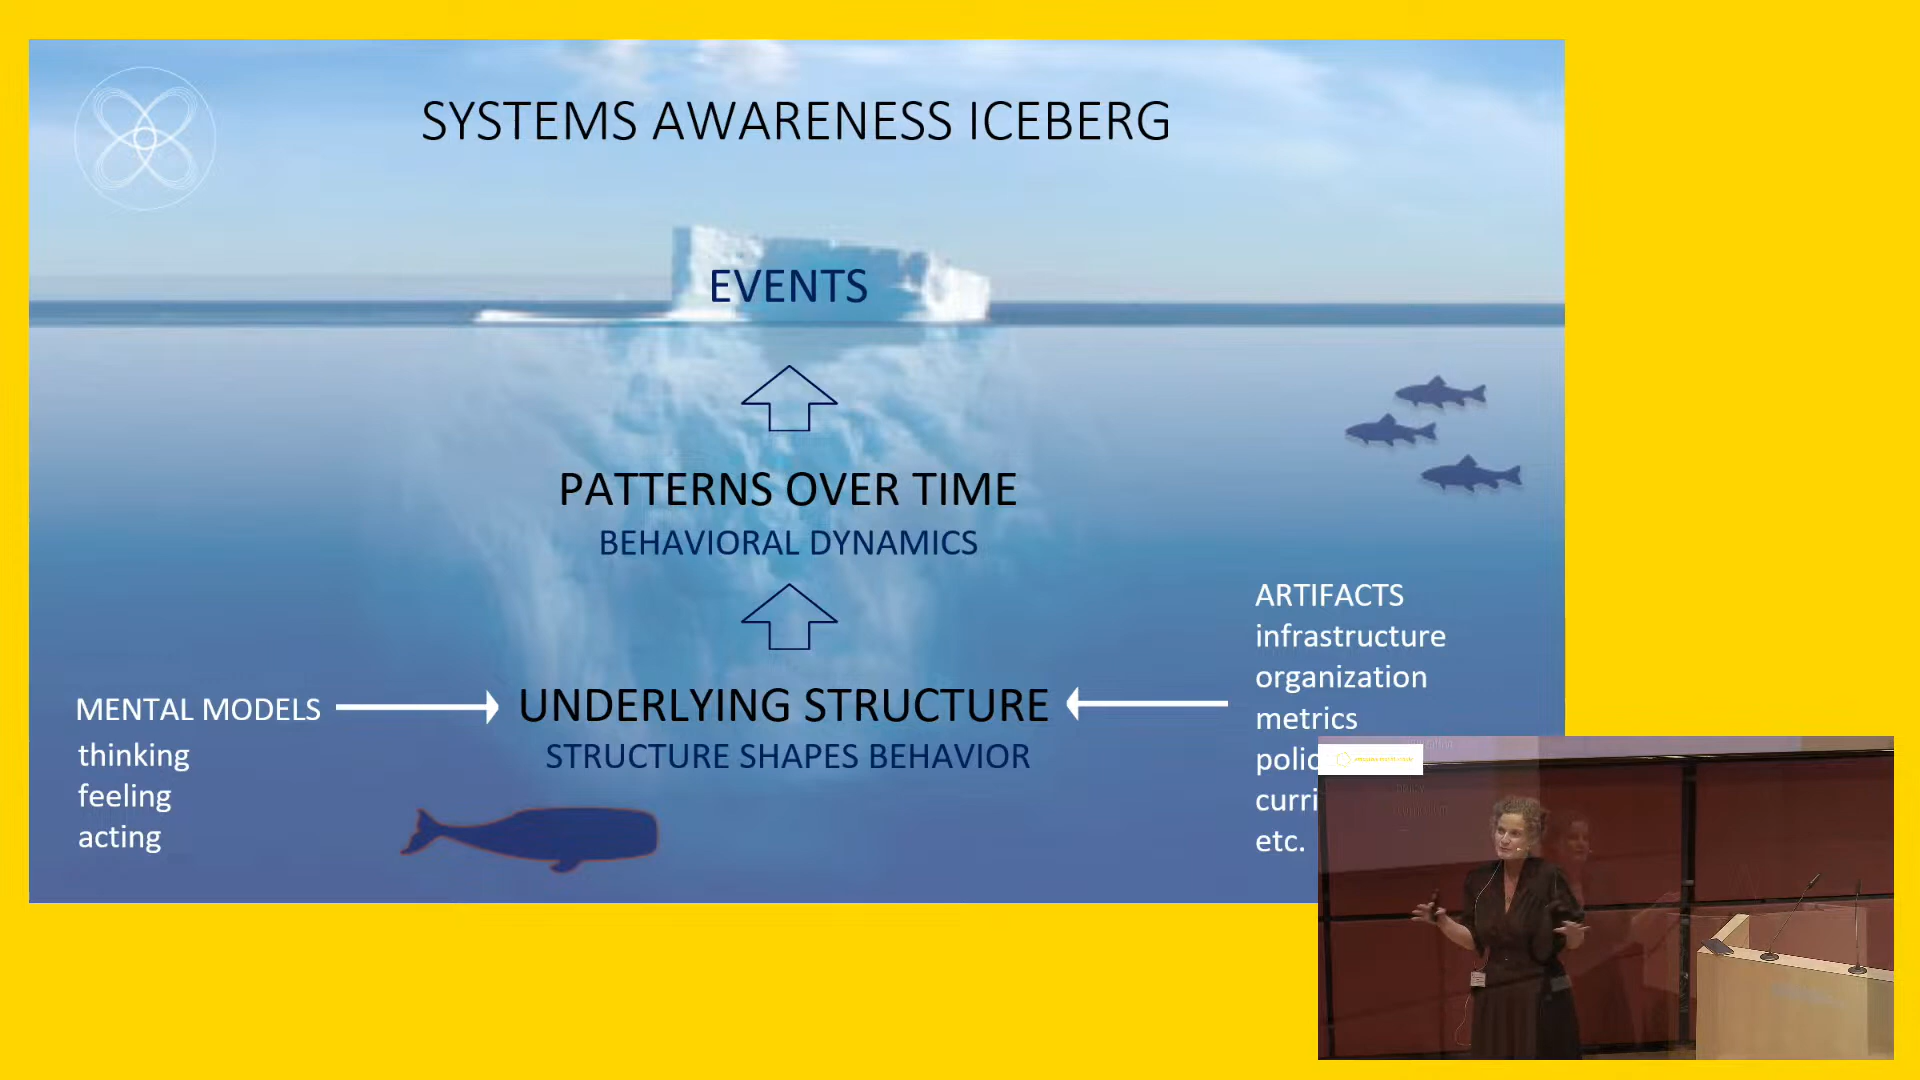 SYSTEMS AWARENESS ICEBERG
EVENTS
PATTERNS OVER TIME
BEHAVIORAL DYNAMICS
UNDERLYING STRUCTURE
STRUCTURE SHAPES BEHAVIOR
MENTAL MODELS
thinking
feeling
acting
ARTIFACTS
infrastructure
organization
metrics
etc.